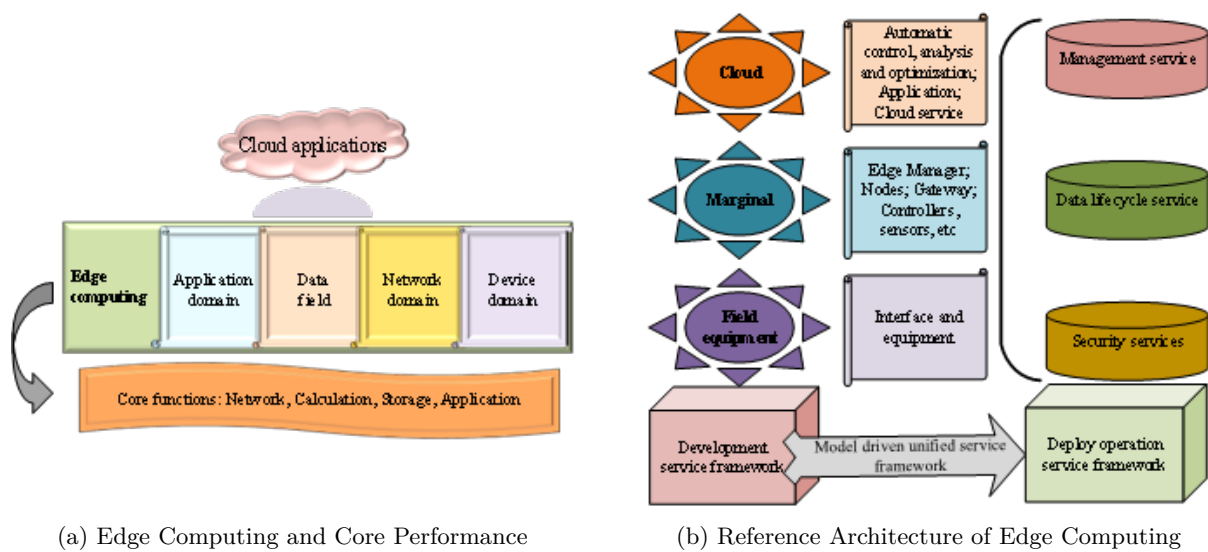 Cloud applications
Edge
computing
Application
domain
Data
field
Network
domain
Device
domain
Core functions: Network, Calculation, Storage, Application
(a) Edge Computing and Core Performance
Cloud
Automatic
control, analysis
and optimization;
Application;
Cloud service
Management service
Marginal
Edge Manager;
Nodes; Gateway;
Controllers,
sensors, etc
Data lifecycle service
Field
equipment
Interface and
equipment
Security services
Development
service framework
Model driven unified service
framework
Deploy operation
service framework
(b) Reference Architecture of Edge Computing